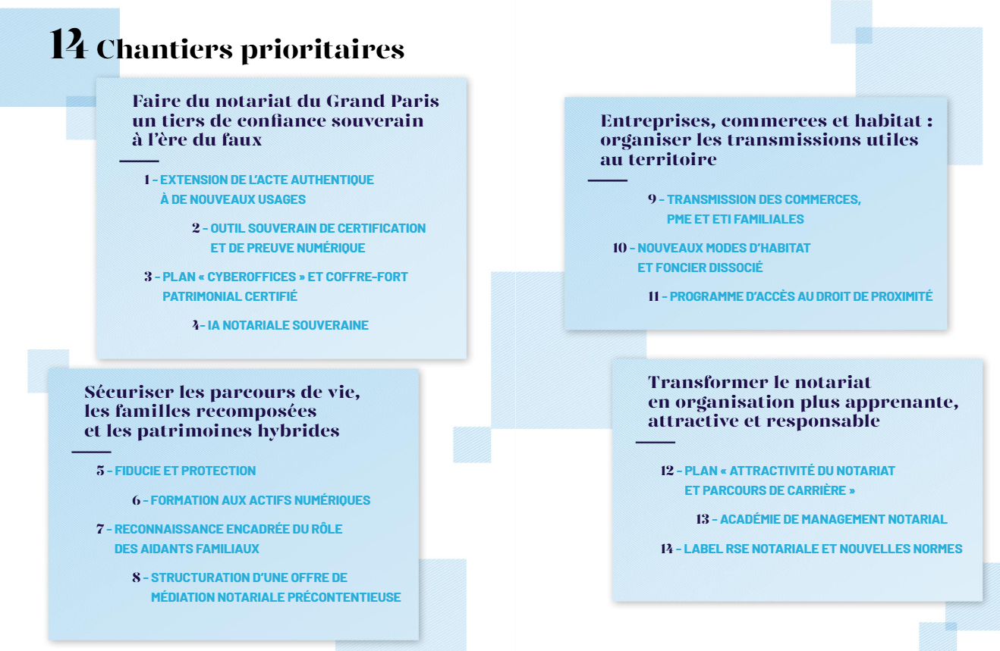 14 Chantiers prioritaires
Faire du notariat du Grand Paris
un tiers de confiance souverain
à l'ère du faux
1 – EXTENSION DE L'ACTE AUTHENTIQUE
À DE NOUVEAUX USAGES
2 – OUTIL SOUVERAIN DE CERTIFICATION
ET DE PREUVE NUMÉRIQUE
3 – PLAN « CYBEROFFICES » ET COFFRE-FORT
PATRIMONIAL CERTIFIÉ
4 – IA NOTARIALE SOUVERAINE
Sécuriser les parcours de vie,
les familles recomposées
et les patrimoines hybrides
5 – FIDUCIE ET PROTECTION
6 – FORMATION AUX ACTIFS NUMÉRIQUES
7 – RECONNAISSANCE ENCADRÉE DU RÔLE
DES AIDANTS FAMILIAUX
8 – STRUCTURATION D'UNE OFFRE DE
MÉDIATION NOTARIALE PRÉCONTENTIEUSE
Entreprises, commerces et habitat :
organiser les transmissions utiles
au territoire
9 – TRANSMISSION DES COMMERCES,
PME ET ETI FAMILIALES
10 – NOUVEAUX MODES D'HABITAT
ET FONCIER DISSOCIÉ
11 – PROGRAMME D'ACCÈS AU DROIT DE PROXIMITÉ
Transformer le notariat
en organisation plus apprenante,
attractive et responsable
12 – PLAN « ATTRACTIVITÉ DU NOTARIAT
ET PARCOURS DE CARRIÈRE »
13 – ACADÉMIE DE MANAGEMENT NOTARIAL
14 – LABEL RSE NOTARIALE ET NOUVELLES NORMES